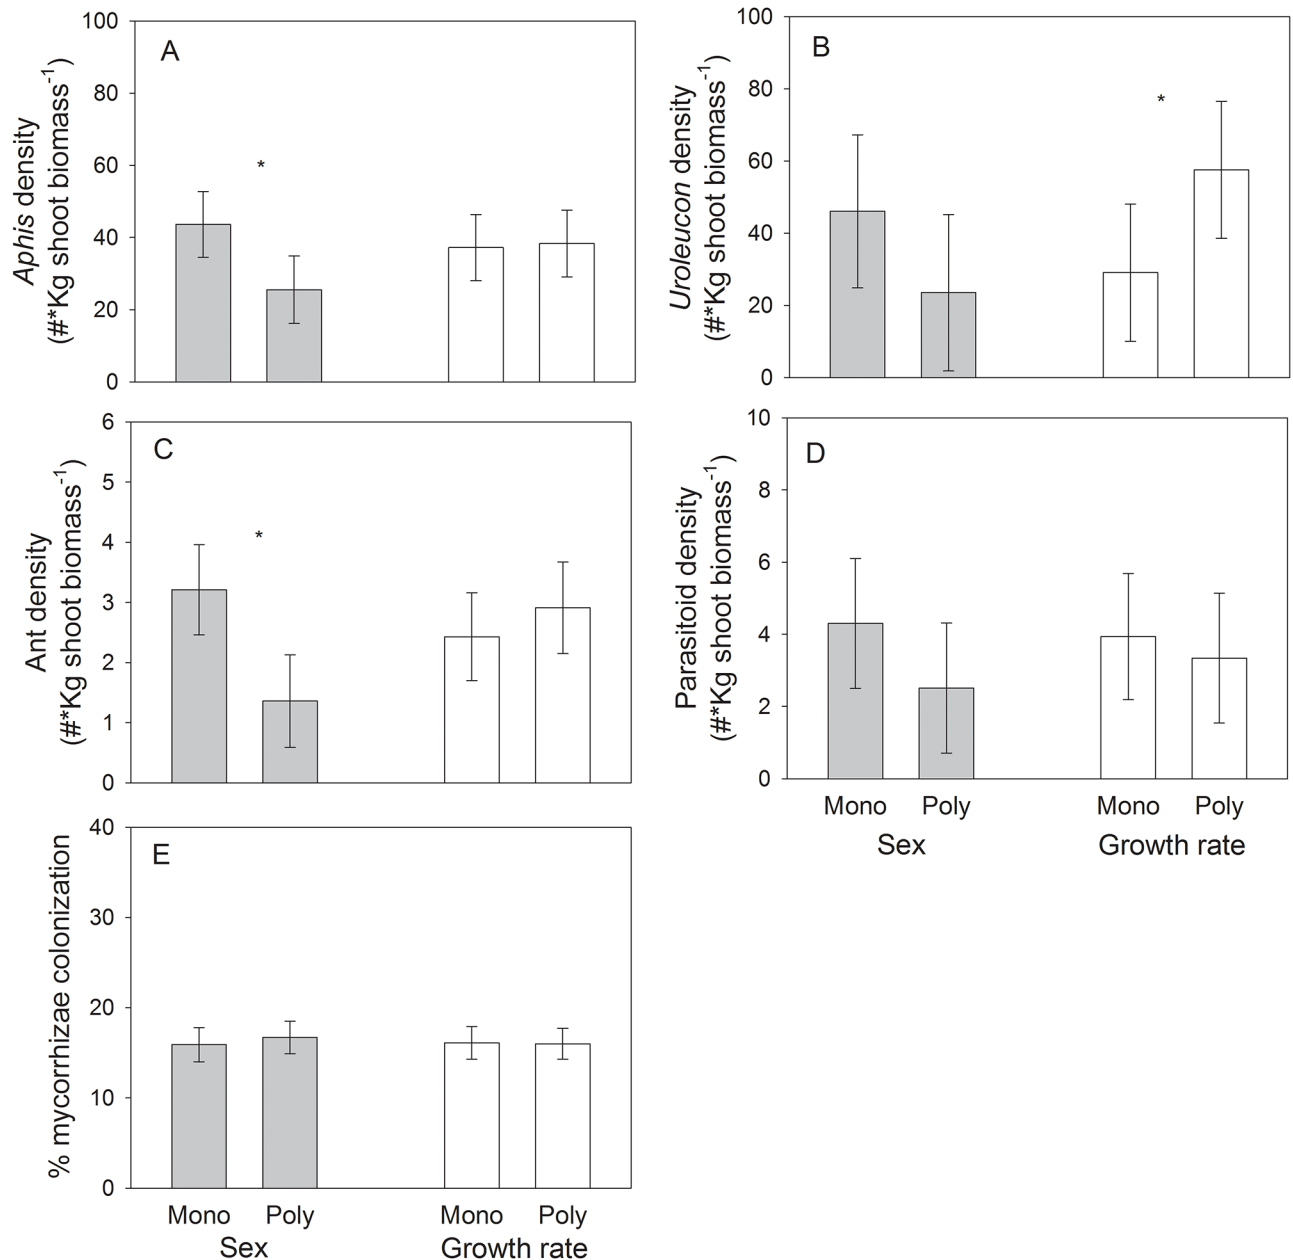 A
Aphis density
(#*Kg shoot biomass-1)
100
80
60
40
20
0
*
B
Uroleucon density
(#*Kg shoot biomass-1)
100
80
60
40
20
0
*
C
Ant density
(#*Kg shoot biomass-1)
6
5
4
3
2
1
0
*
D
Parasitoid density
(#*Kg shoot biomass-1)
10
8
6
4
2
0
Mono Poly Mono Poly
Sex Growth rate
E
% mycorrhizae colonization
40
30
20
10
0
Mono Poly Mono Poly
Sex Growth rate